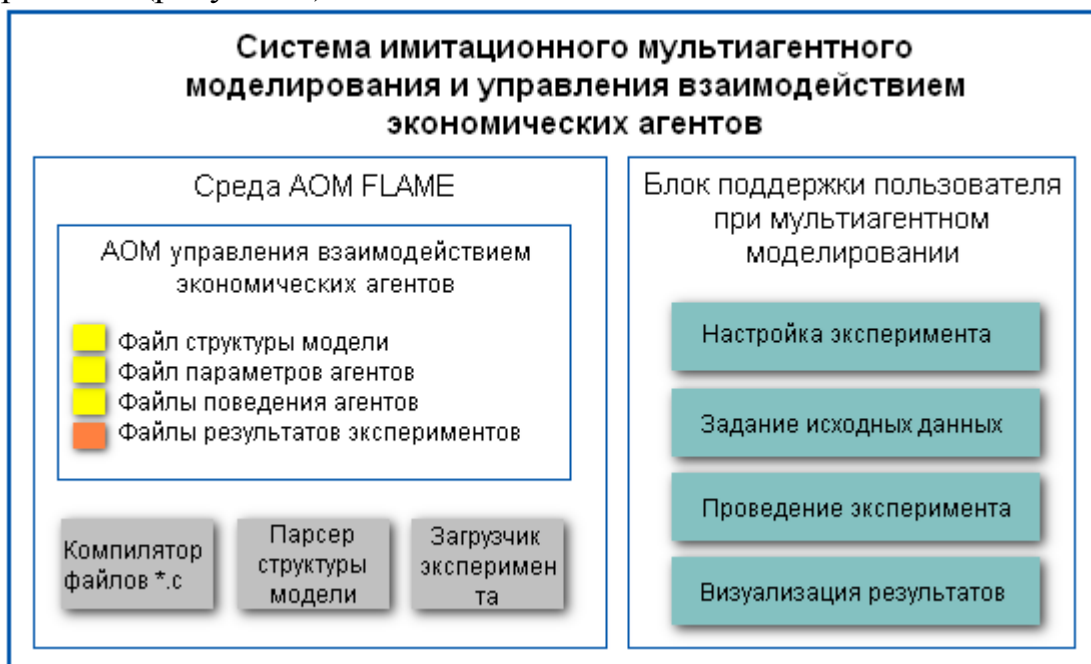 Система имитационного мультиагентного
моделирования и управления взаимодействием
экономических агентов
Среда АОМ FLAME
АОМ управления взаимодействием
экономических агентов
Файл структуры модели
Файл параметров агентов
Файлы поведения агентов
Файлы результатов экспериментов
Компилятор
файлов *.c
Парсер
структуры
модели
Загрузчик
эксперимен
та
Блок поддержки пользователя
при мультиагентном
моделировании
Настройка эксперимента
Задание исходных данных
Проведение эксперимента
Визуализация результатов